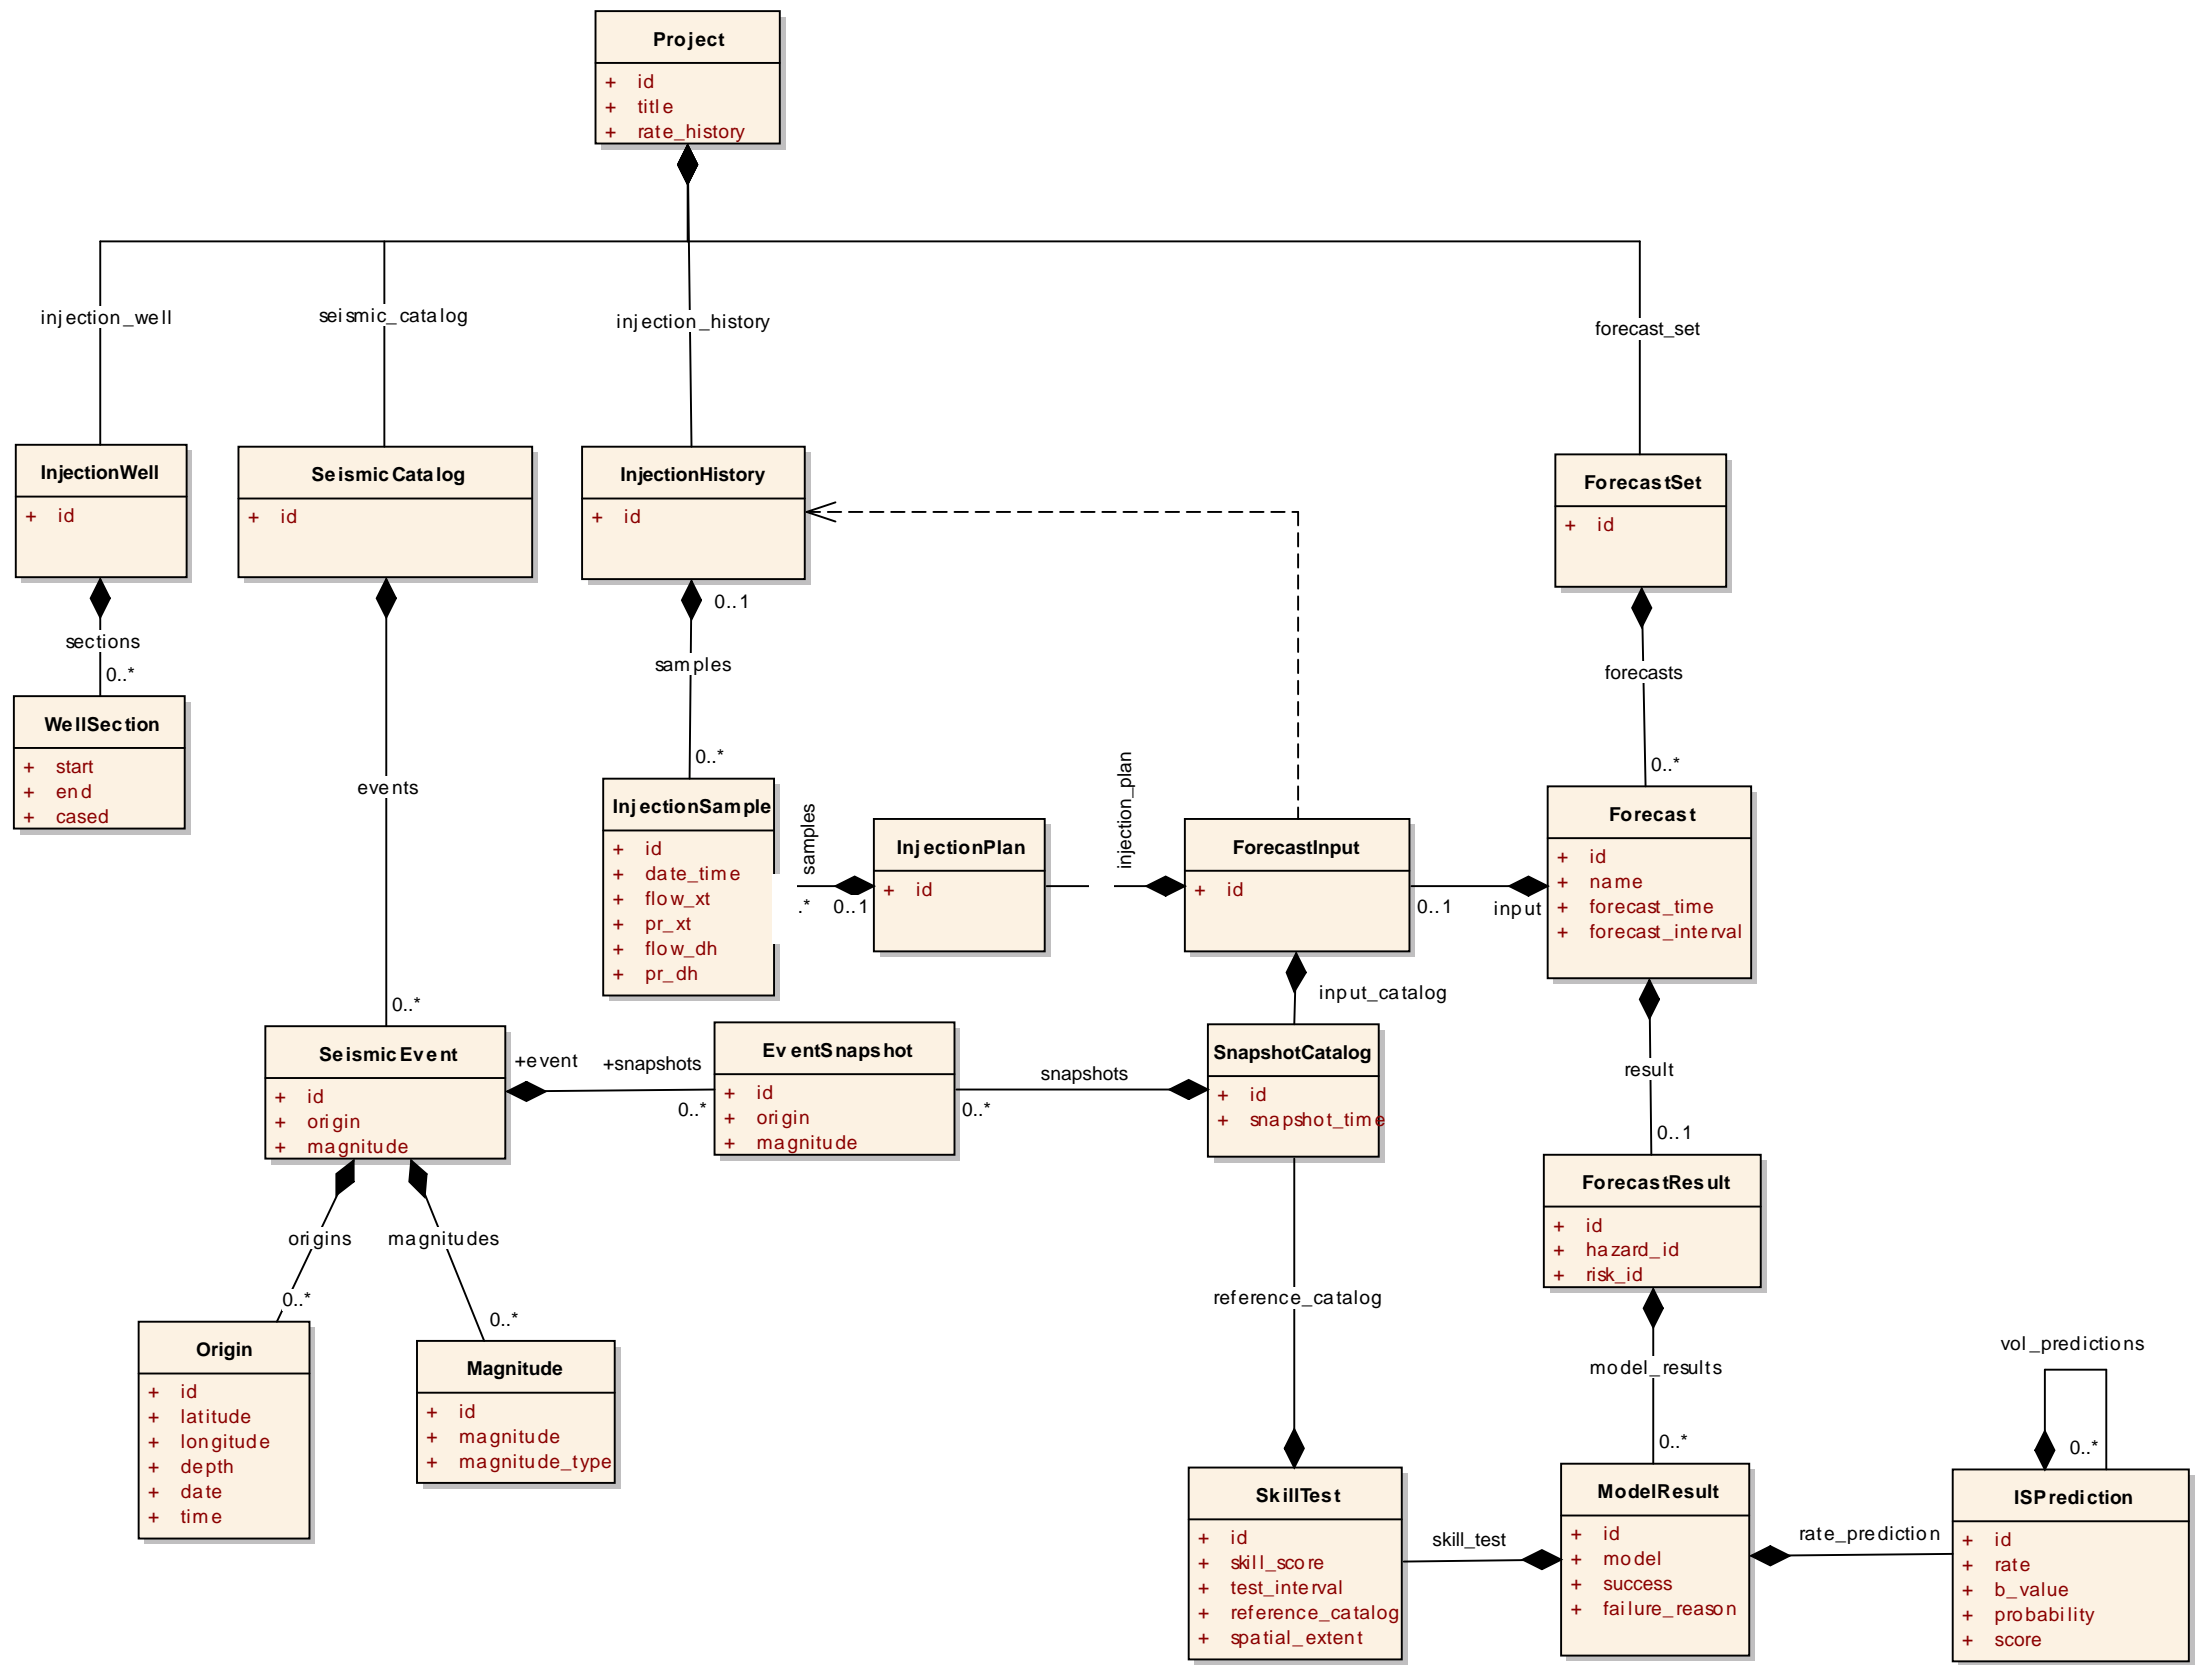 Project
+ id
+ title
+ rate_history
injection_well
seismic_catalog
injection_history
forecast_set
InjectionWell
+ id
SeismicCatalog
+ id
InjectionHistory
+ id
ForecastSet
+ id
sections
0..*
0..1
samples
0..*
forecasts
0..*
WellSection
+ start
+ end
+ cased
events
0..*
InjectionSample
+ id
+ date_time
+ flow_xt
+ pr_xt
+ flow_dh
+ pr_dh
samples
.*
0..1
InjectionPlan
+ id
injection_plan
ForecastInput
+ id
0..1
input
Forecast
+ id
+ name
+ forecast_time
+ forecast_interval
input_catalog
SeismicEvent
+ id
+ origin
+ magnitude
+event
+snapshots
0..*
EventSnapshot
+ id
+ origin
+ magnitude
snapshots
0..*
SnapshotCatalog
+ id
+ snapshot_time
result
0..1
ForecastResult
+ id
+ hazard_id
+ risk_id
origins
0..*
magnitudes
0..*
reference_catalog
model_results
0..*
vol_predictions
0..*
Origin
+ id
+ latitude
+ longitude
+ depth
+ date
+ time
Magnitude
+ id
+ magnitude
+ magnitude_type
SkillTest
+ id
+ skill_score
+ test_interval
+ reference_catalog
+ spatial_extent
skill_test
ModelResult
+ id
+ model
+ success
+ failure_reason
rate_prediction
ISPrediction
+ id
+ rate
+ b_value
+ probability
+ score